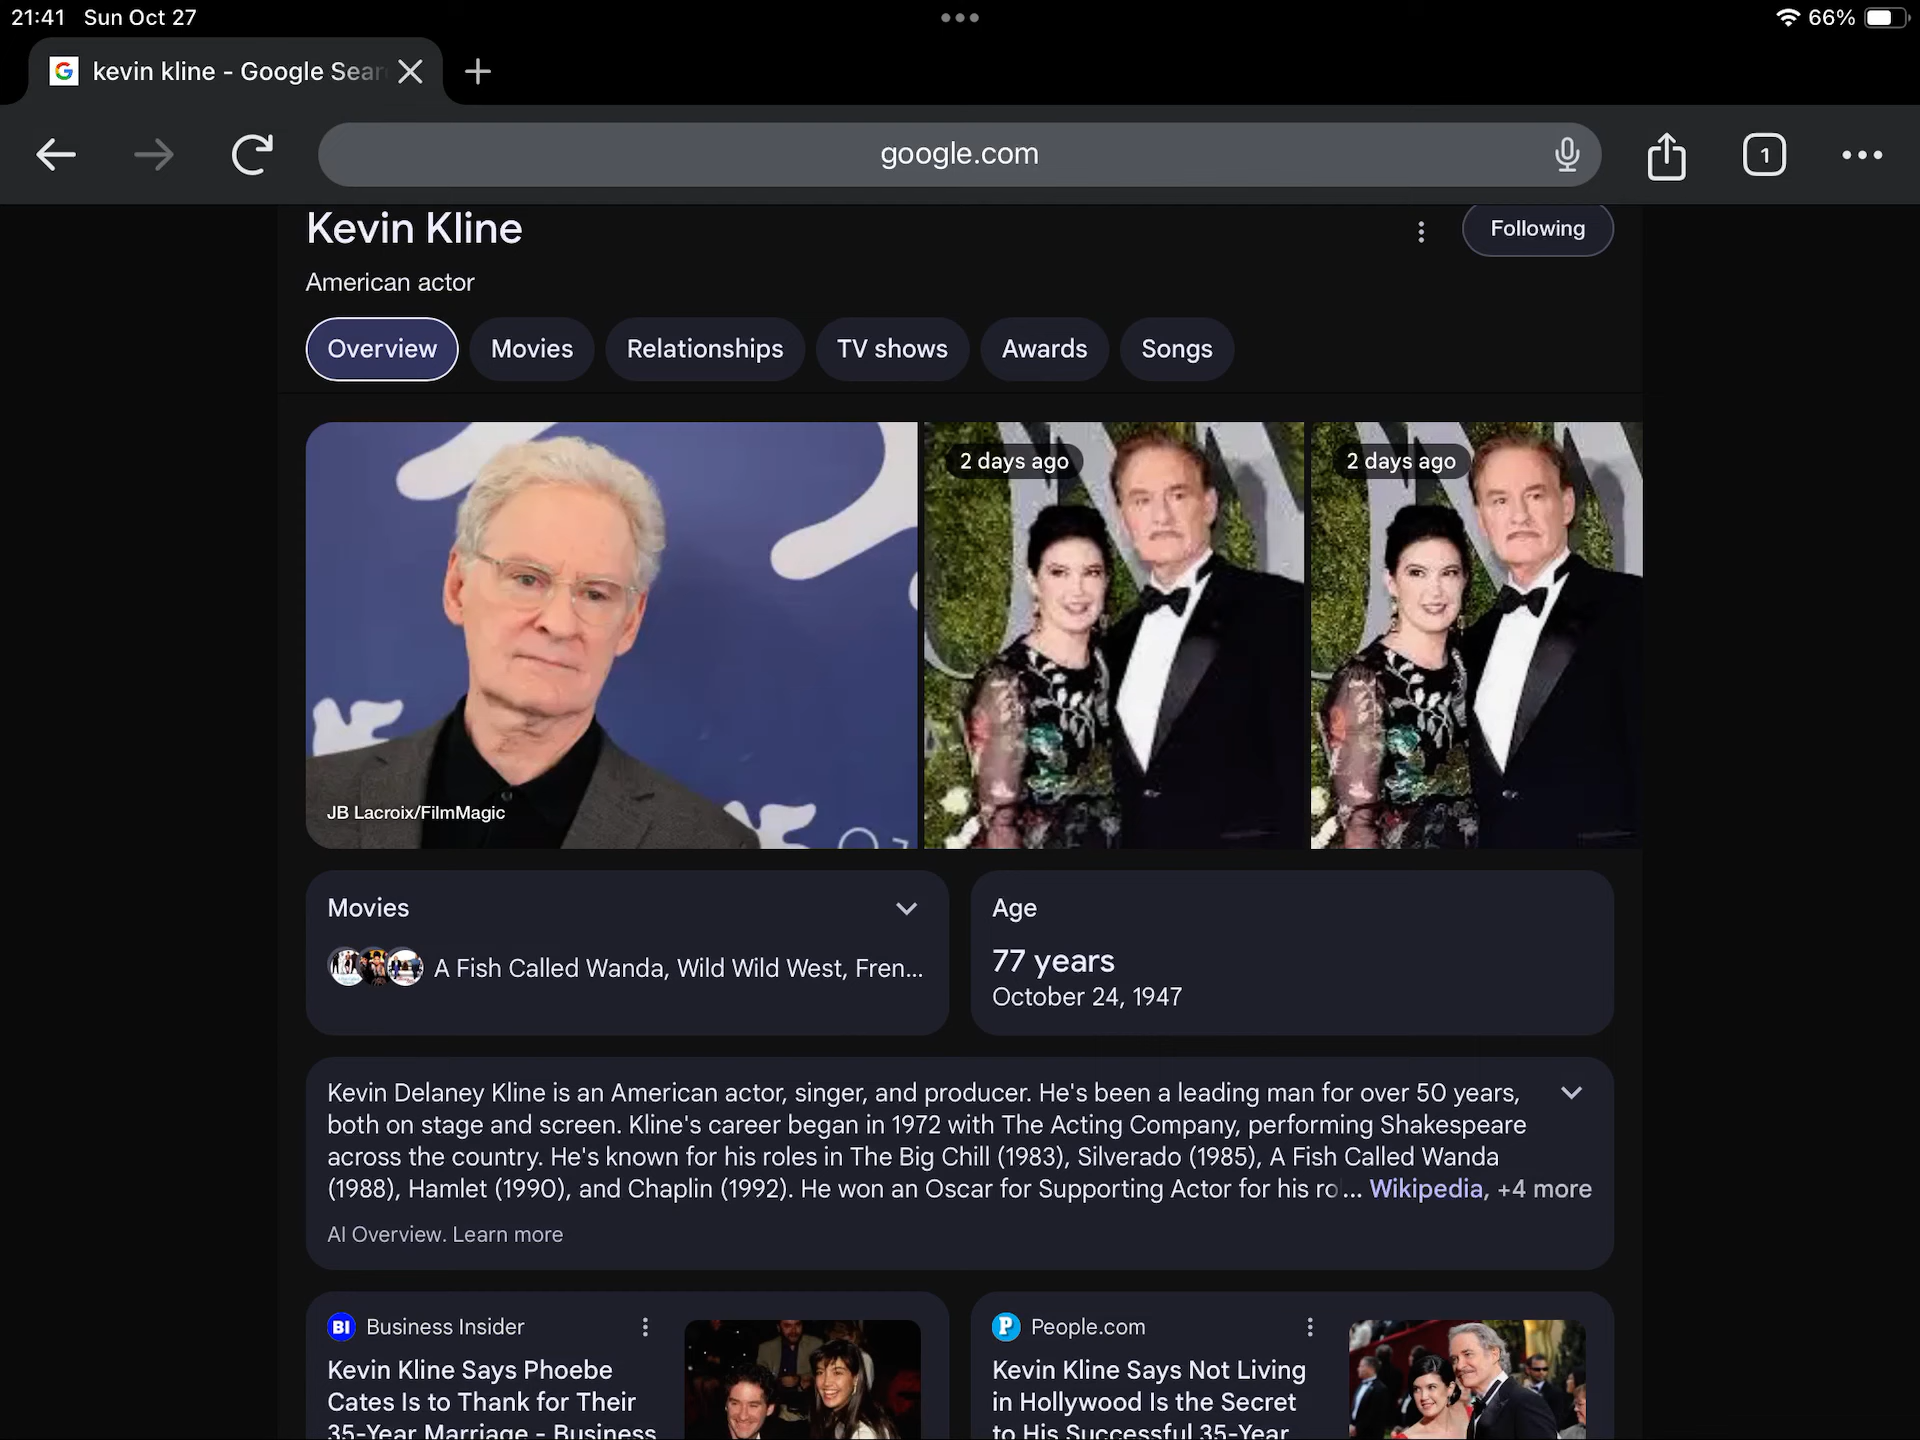 21:41 Sun Oct 27
66%
kevin kline - Google Sear
google.com
1
Kevin Kline
Following
American actor
Overview
Movies
Relationships
TV shows
Awards
Songs
2 days ago
2 days ago
JB Lacroix/FilmMagic
Movies
A Fish Called Wanda, Wild Wild West, Fren...
Age
77 years
October 24, 1947
Kevin Delaney Kline is an American actor, singer, and producer. He's been a leading man for over 50 years,
both on stage and screen. Kline's career began in 1972 with The Acting Company, performing Shakespeare
across the country. He's known for his roles in The Big Chill (1983), Silverado (1985), A Fish Called Wanda
(1988), Hamlet (1990), and Chaplin (1992). He won an Oscar for Supporting Actor for his ro... Wikipedia, +4 more
AI Overview. Learn more
BI Business Insider
Kevin Kline Says Phoebe
Cates Is to Thank for Their
35-Year Marriage - Business
P People.com
Kevin Kline Says Not Living
in Hollywood Is the Secret
to His Successful 35-Year